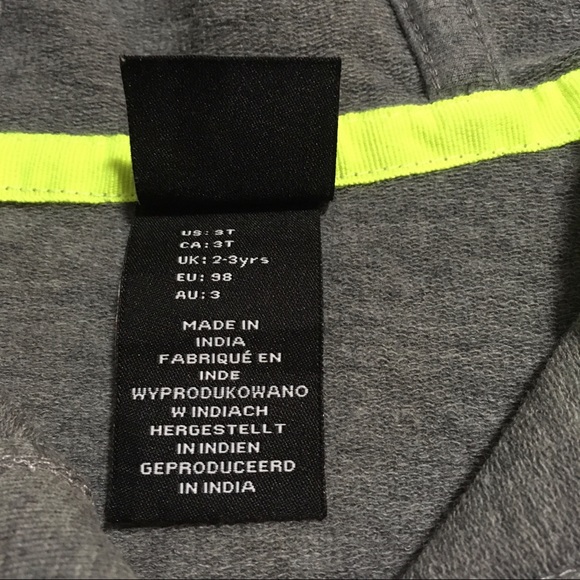 US: 3T
CA: 3T
UK: 2-3yrs
EU: 98
AU: 3
MADE IN
INDIA
FABRIQUÉ EN
INDE
WYPRODUKOWANO
W INDIACH
HERGESTELLT
IN INDIEN
GEPRODUCEERD
IN INDIA